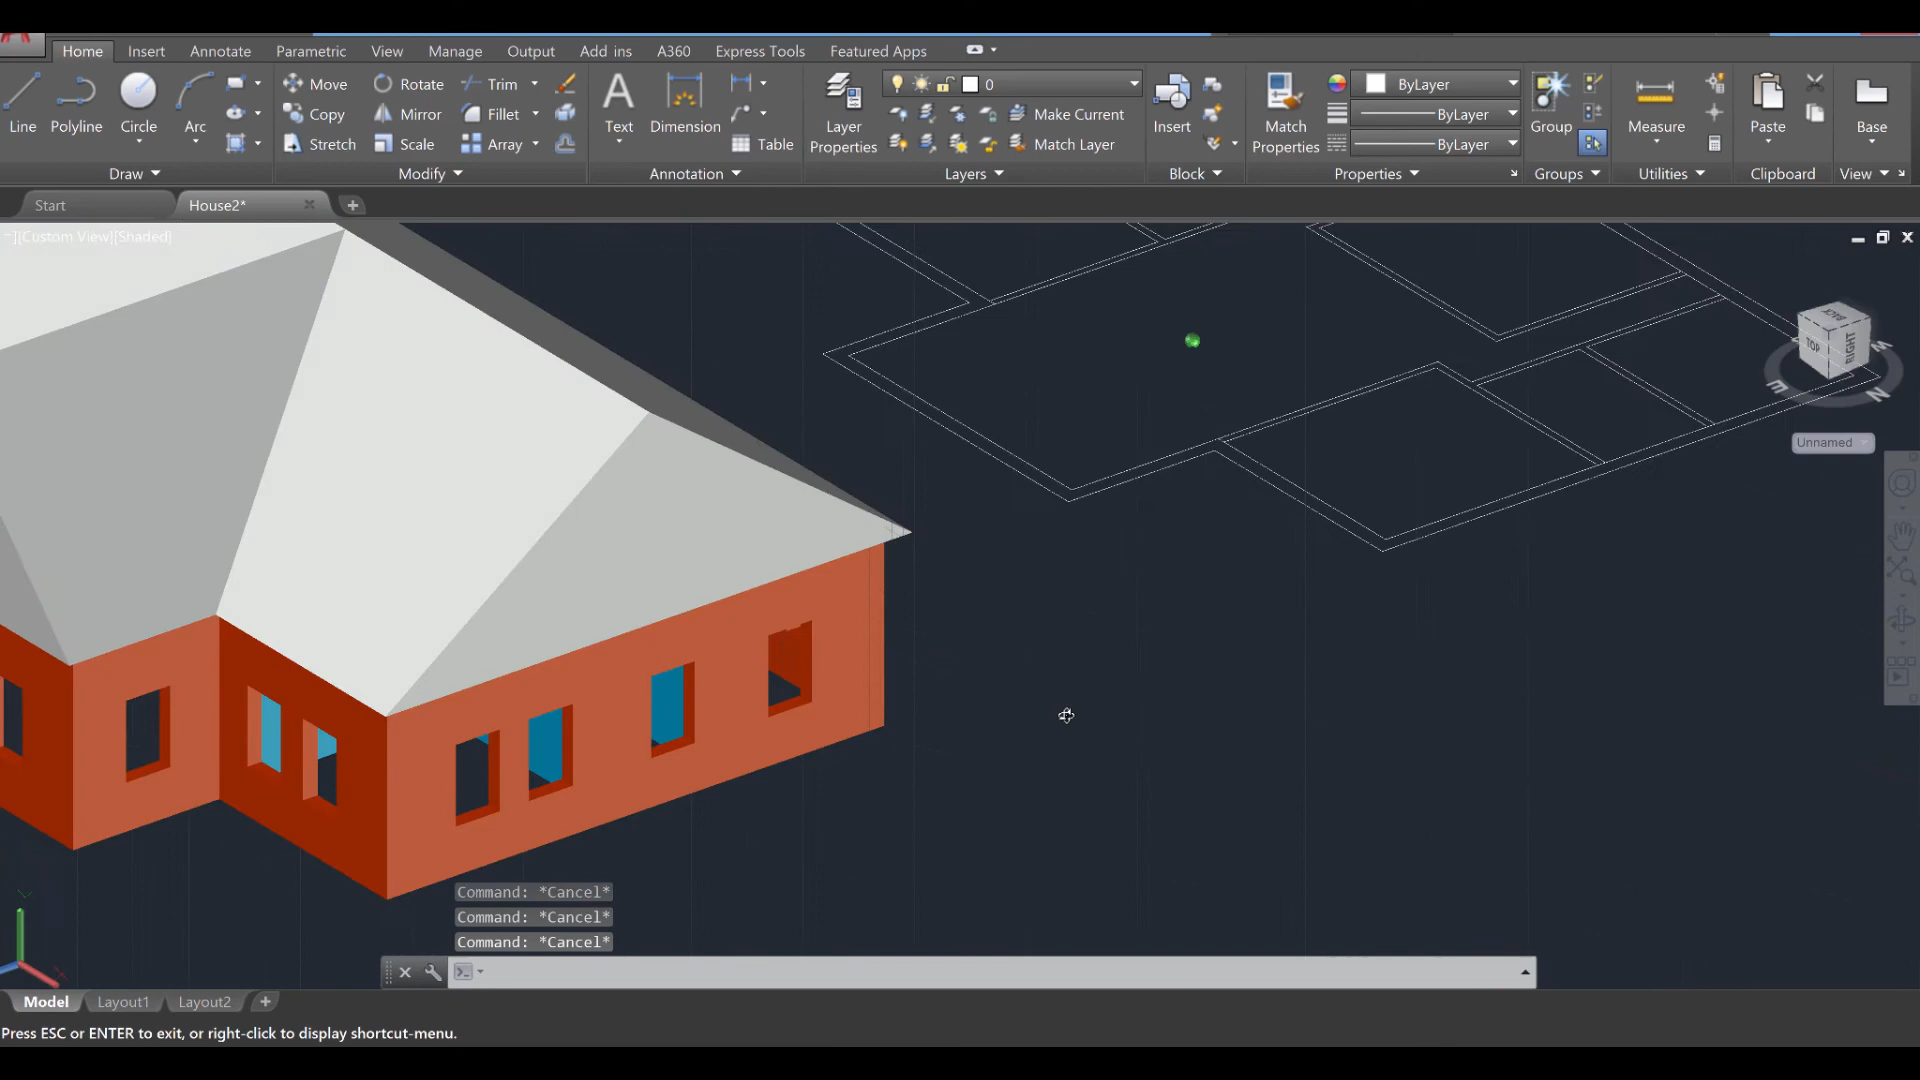 Home Insert Annotate Parametric View Manage Output Add ins A360 Express Tools Featured Apps
Line Polyline Circle Arc
Move Rotate Trim
Copy Mirror Fillet
Stretch Scale Array
Text Dimension Table
Layer Properties
0
Make Current
Match Layer
Insert
Match Properties
ByLayer
ByLayer
ByLayer
Group
Measure
Paste
Base
Draw Modify Annotation Layers Block Properties Groups Utilities Clipboard View
Start House2*
][Custom View][Shaded]
BACK
TOP RIGHT
E N
Unnamed
Command: *Cancel*
Command: *Cancel*
Command: *Cancel*
Model Layout1 Layout2
Press ESC or ENTER to exit, or right-click to display shortcut-menu.